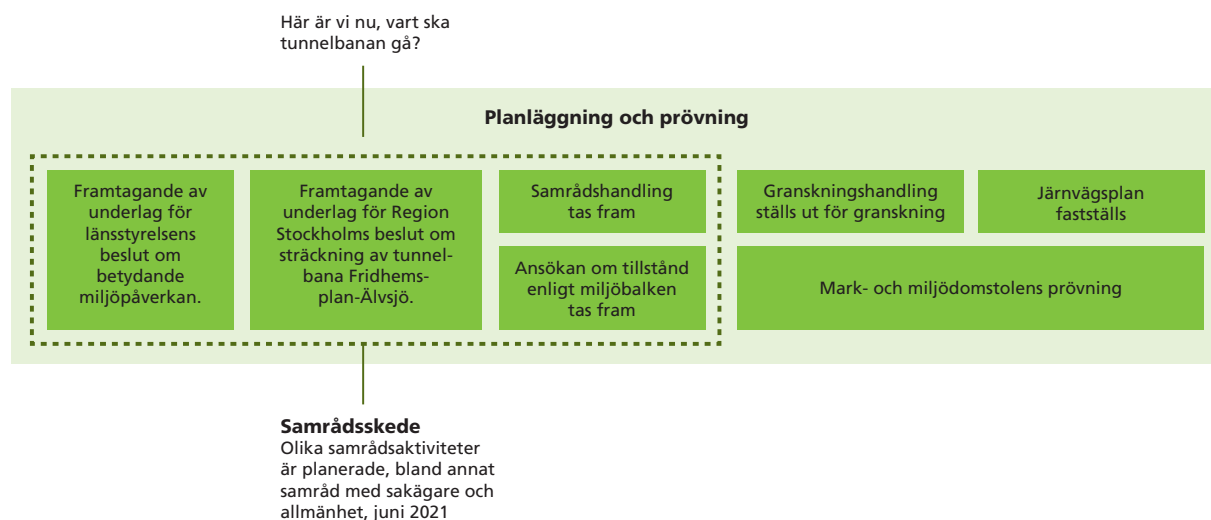 Här är vi nu, vart ska
tunnelbanan gå?
Planläggning och prövning
Framtagande av
underlag för
länsstyrelsens
beslut om
betydande
miljöpåverkan.
Framtagande av
underlag för Region
Stockholms beslut om
sträckning av tunnel-
bana Fridhems-
plan-Älvsjö.
Samrådshandling
tas fram
Ansökan om tillstånd
enligt miljöbalken
tas fram
Granskningshandling
ställs ut för granskning
Järnvägsplan
fastställs
Mark- och miljödomstolens prövning
Samrådsskede
Olika samrådsaktiviteter
är planerade, bland annat
samråd med sakägare och
allmänhet, juni 2021